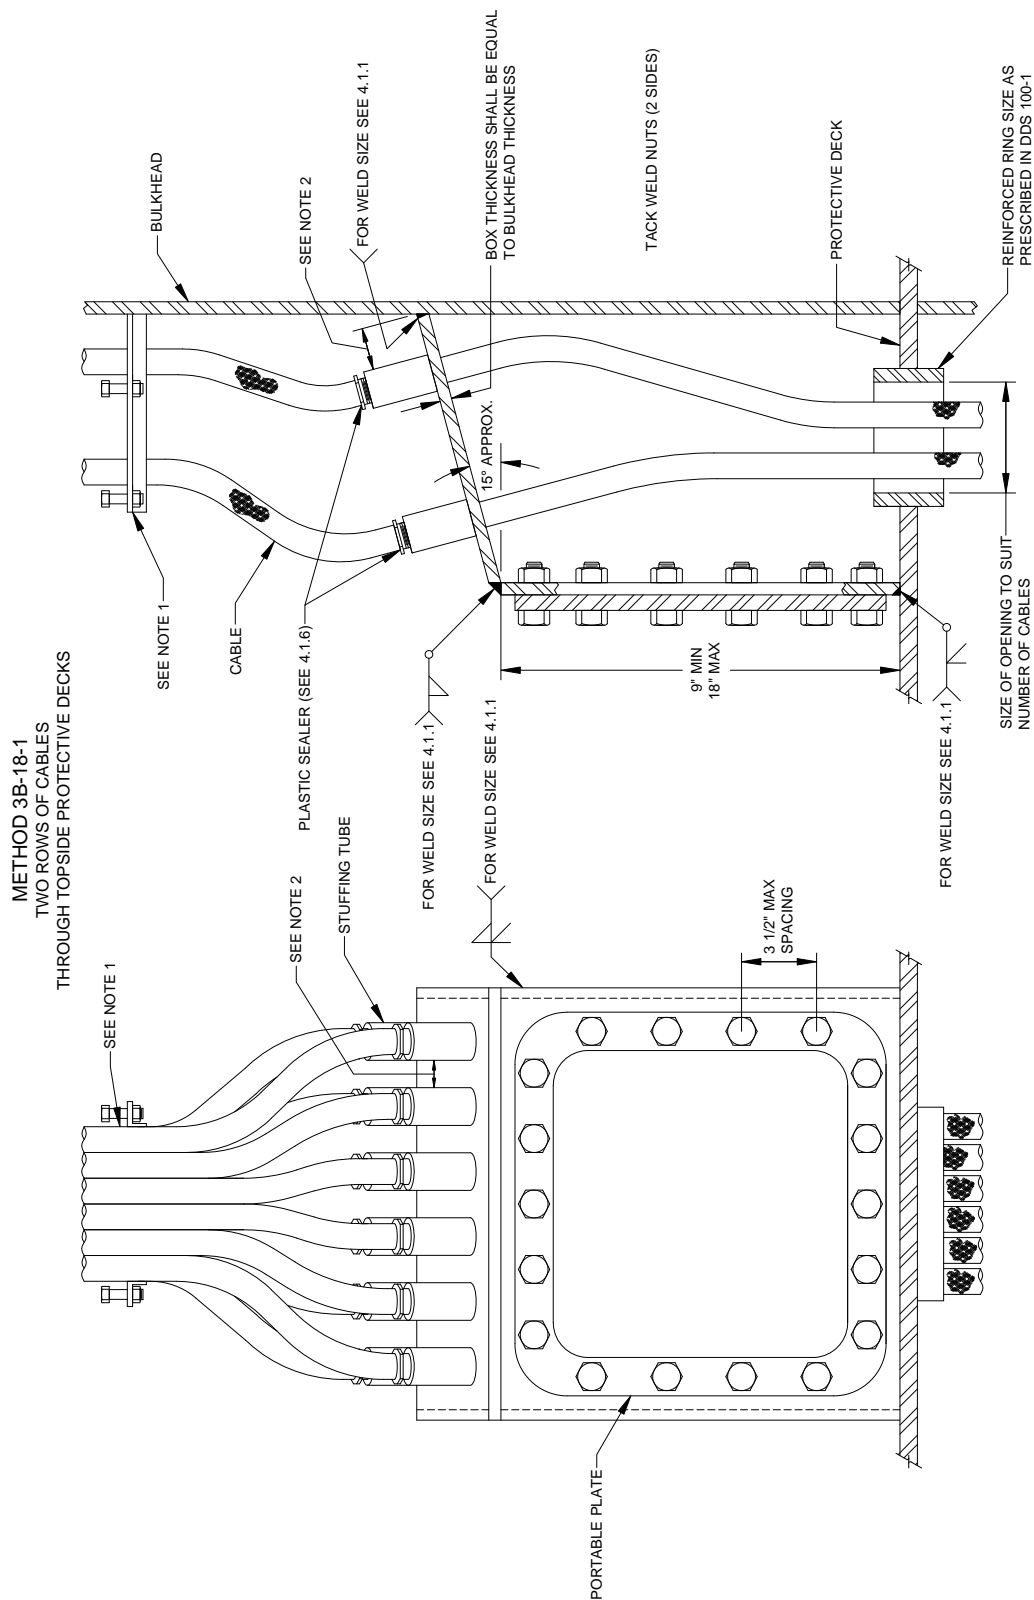 METHOD 3B-18-1
TWO ROWS OF CABLES
THROUGH TOPSIDE PROTECTIVE DECKS
SEE NOTE 1
SEE NOTE 2
STUFFING TUBE
FOR WELD SIZE SEE 4.1.1
3 1/2" MAX
SPACING
PORTABLE PLATE
BULKHEAD
SEE NOTE 1
CABLE
PLASTIC SEALER (SEE 4.1.6)
FOR WELD SIZE SEE 4.1.1
SEE NOTE 2
FOR WELD SIZE SEE 4.1.1
BOX THICKNESS SHALL BE EQUAL
TO BULKHEAD THICKNESS
15° APPROX.
TACK WELD NUTS (2 SIDES)
9" MIN
18" MAX
PROTECTIVE DECK
FOR WELD SIZE SEE 4.1.1
SIZE OF OPENING TO SUIT
NUMBER OF CABLES
REINFORCED RING SIZE AS
PRESCRIBED IN DDS 100-1